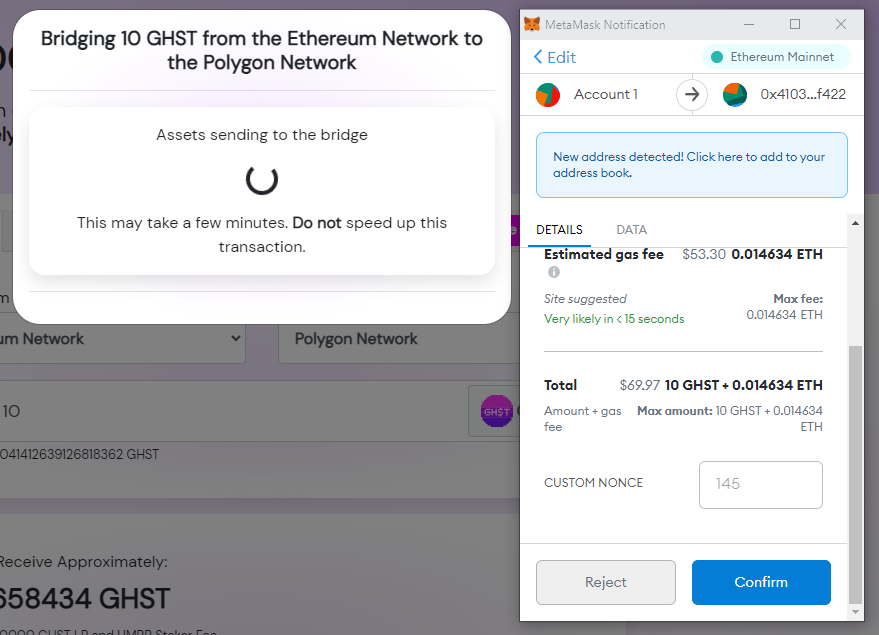 Bridging 10 GHST from the Ethereum Network to
the Polygon Network
Assets sending to the bridge
This may take a few minutes. Do not speed up this
transaction.
um Network
Polygon Network
10
GHST
041412639126818362 GHST
Receive Approximately:
658434 GHST
MetaMask Notification
Edit
Ethereum Mainnet
Account 1
0x4103...f422
New address detected! Click here to add to your
address book.
DETAILS
DATA
Estimated gas fee $53.30 0.014634 ETH
Site suggested
Max fee:
Very likely in < 15 seconds
0.014634 ETH
Total $69.97 10 GHST + 0.014634 ETH
Amount + gas
fee
Max amount: 10 GHST + 0.014634
ETH
CUSTOM NONCE
145
Reject
Confirm